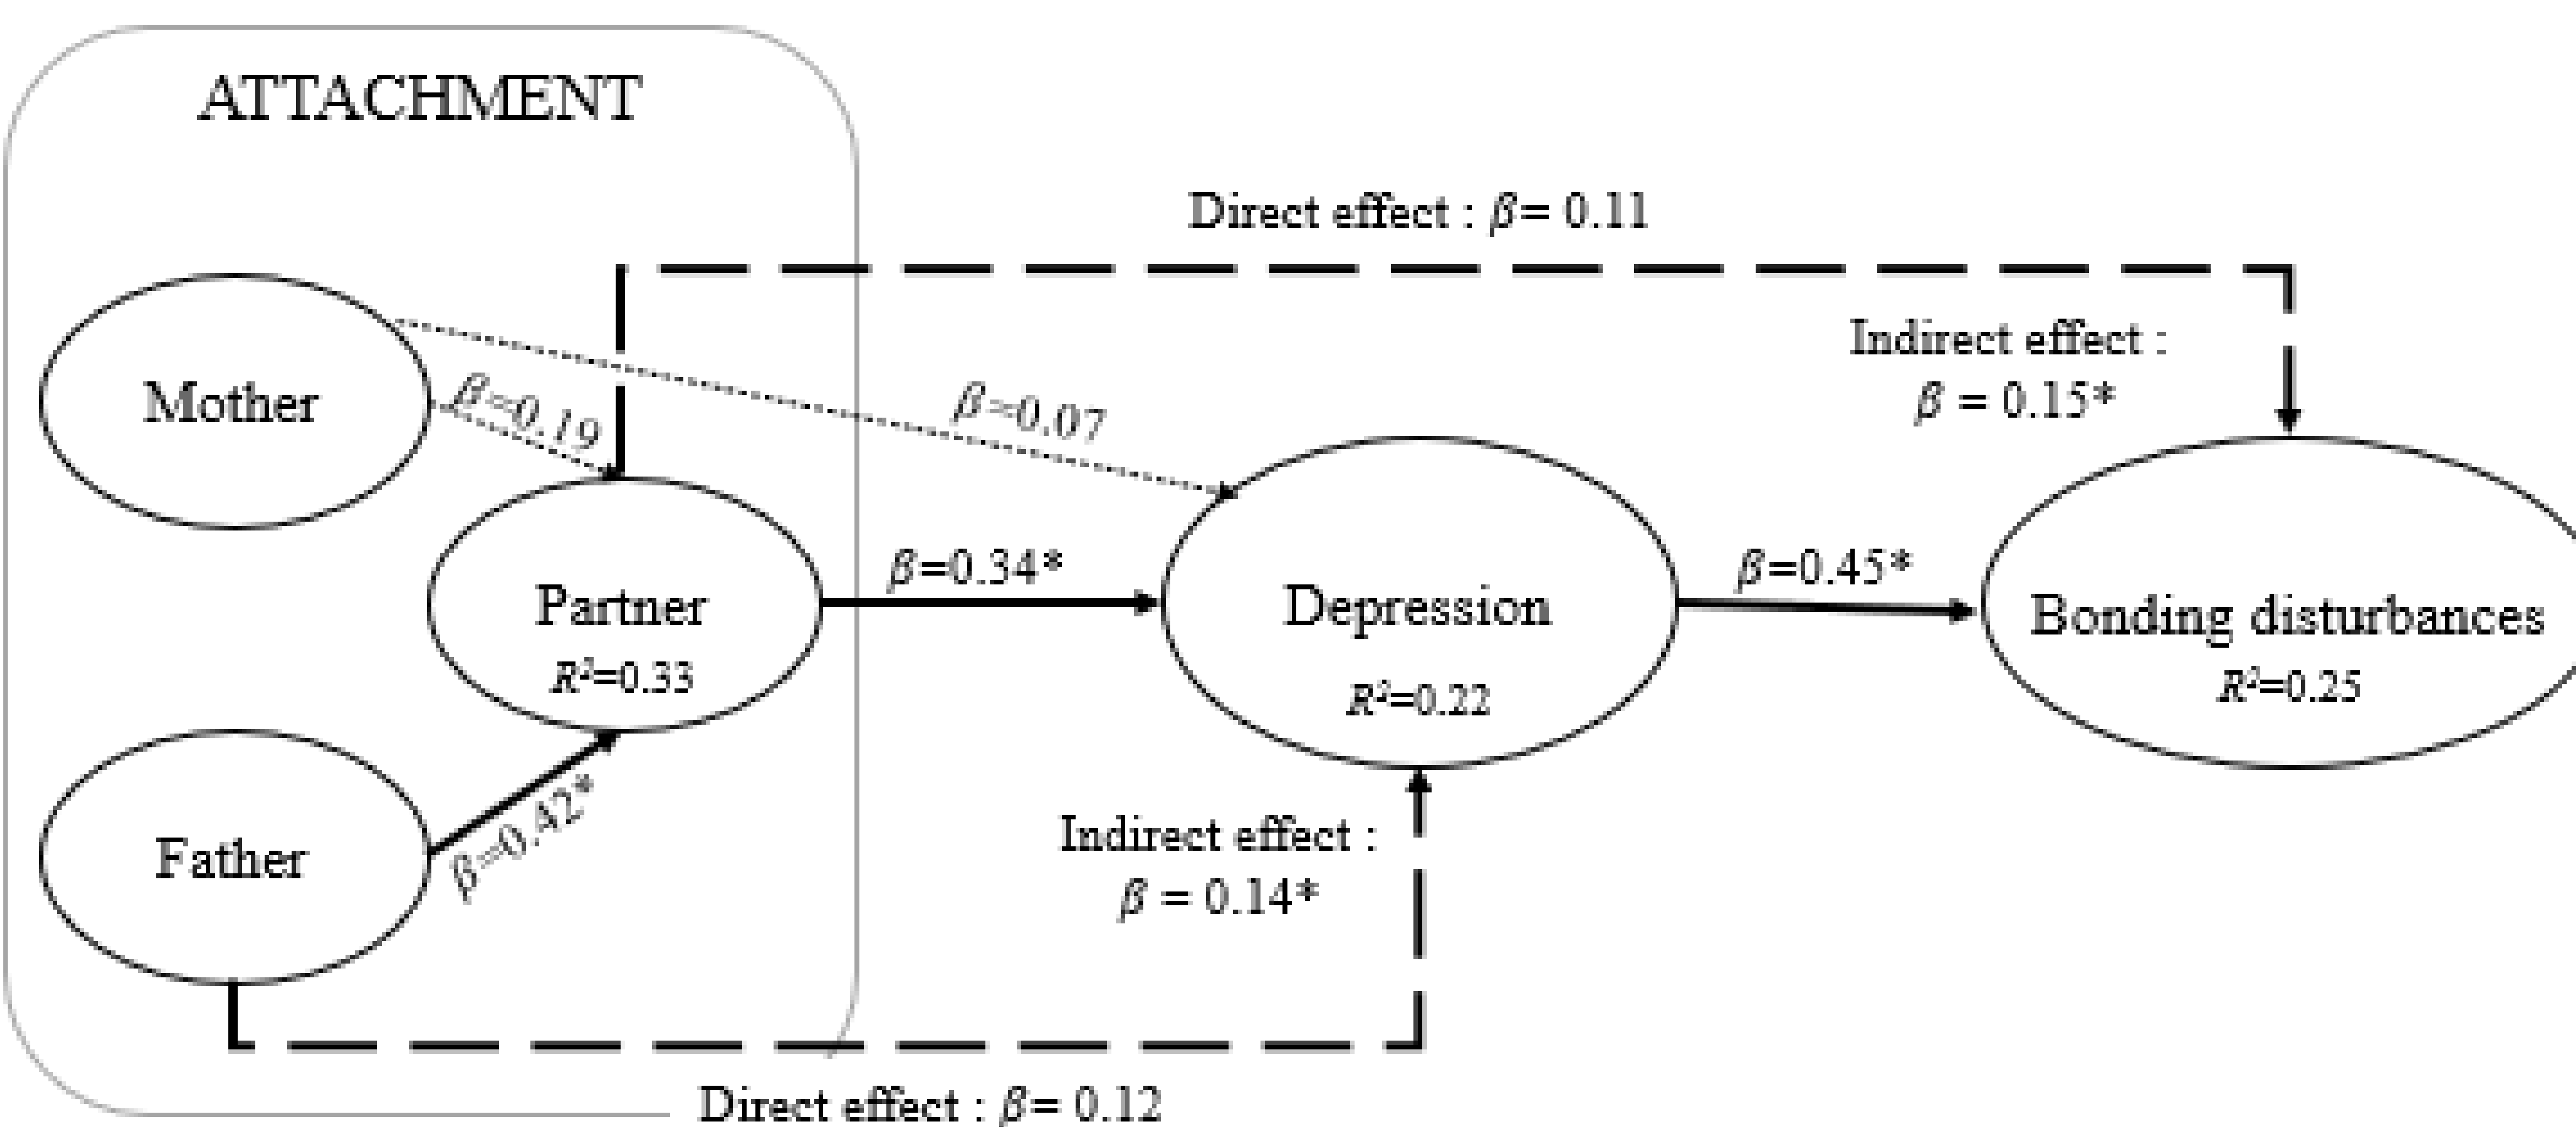 ATTACHMENT
Direct effect : β= 0.11
Indirect effect :
β = 0.15*
Mother
β=0.19
β=0.07
Partner
R²=0.33
β=0.34*
Depression
R²=0.22
β=0.45*
Bonding disturbances
R²=0.25
Father
β=0.42*
Indirect effect :
β = 0.14*
Direct effect : β= 0.12